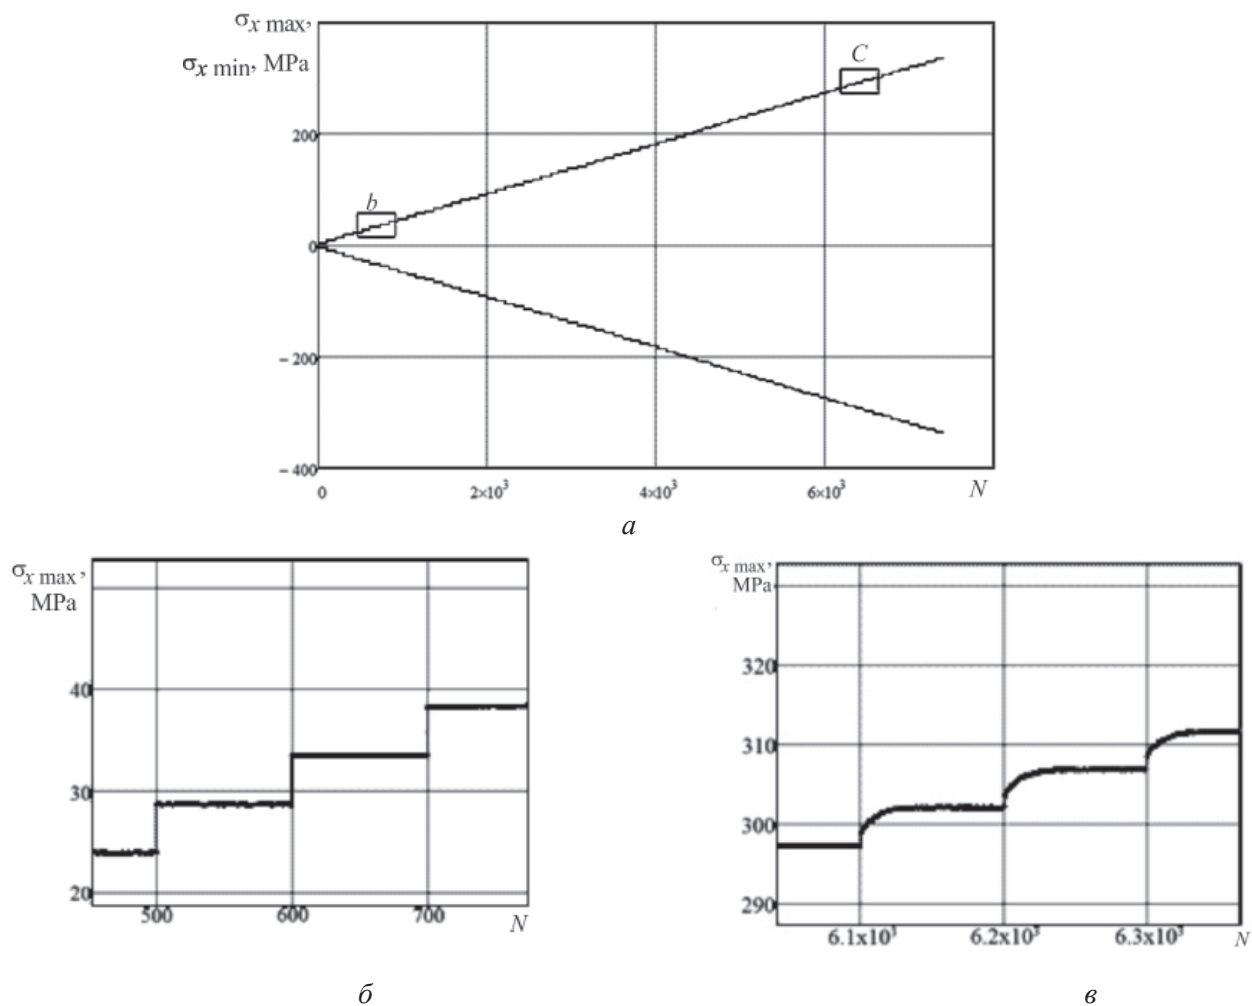 σx max,
σx min, MPa
C
200
b
0
− 200
− 400
0 2×10³ 4×10³ 6×10³ N
а
σx max,
MPa
40
30
20
500 600 700 N
б
σx max,
MPa
320
310
300
290
6.1x10³ 6.2x10³ 6.3x10³ N
в